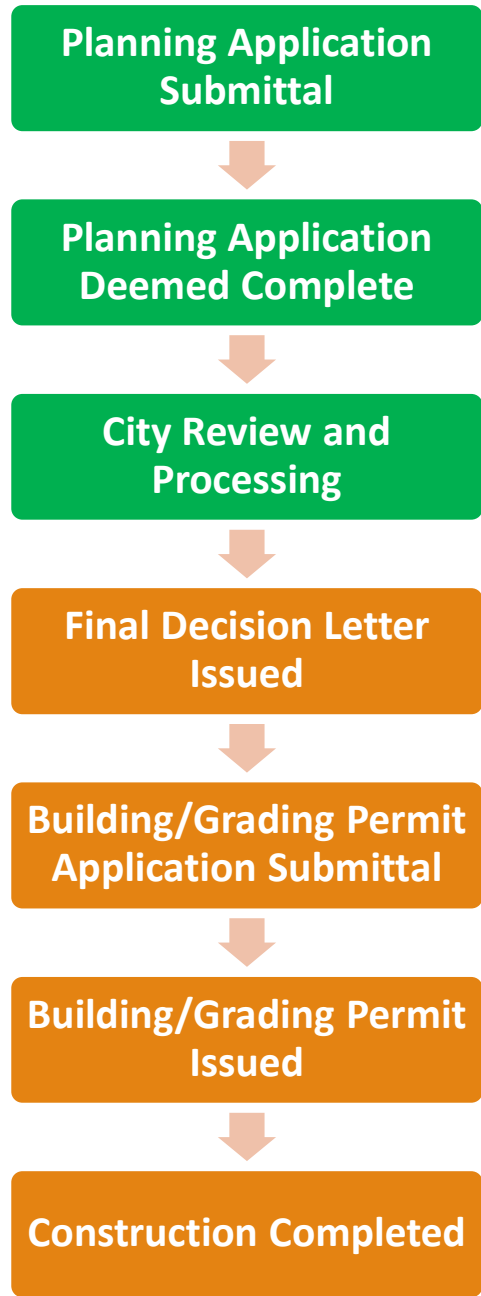 Planning Application
Submittal
Planning Application
Deemed Complete
City Review and
Processing
Final Decision Letter
Issued
Building/Grading Permit
Application Submittal
Building/Grading Permit
Issued
Construction Completed